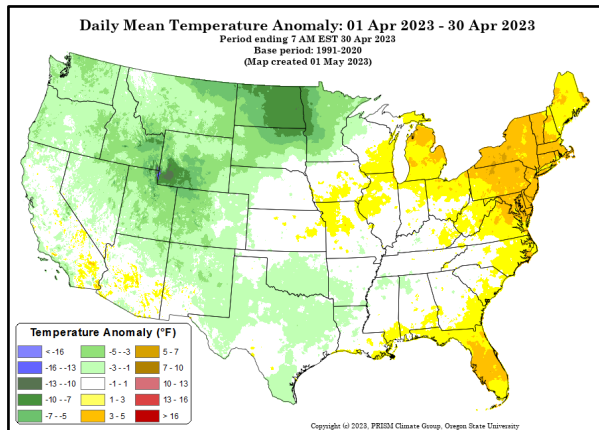 Daily Mean Temperature Anomaly: 01 Apr 2023 - 30 Apr 2023
Period ending 7 AM EST 30 Apr 2023
Base period: 1991-2020
(Map created 01 May 2023)
Temperature Anomaly (°F)
< -16 -5 - -3 5 - 7
-16 - -13 -3 - -1 7 - 10
-13 - -10 -1 - 1 10 - 13
-10 - -7 1 - 3 13 - 16
-7 - -5 3 - 5 > 16
Copyright (c) 2023, PRISM Climate Group, Oregon State University